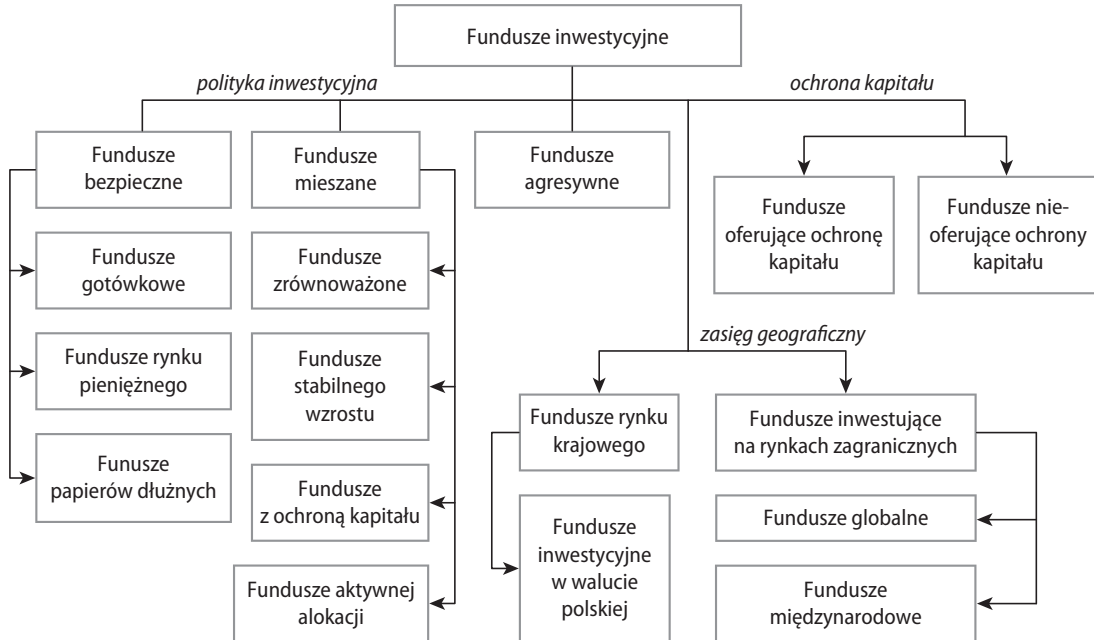 Fundusze inwestycyjne
polityka inwestycyjna
ochrona kapitału
Fundusze
bezpieczne
Fundusze
mieszane
Fundusze
agresywne
Fundusze
oferujące ochronę
kapitału
Fundusze nie-
oferujące ochrony
kapitału
Fundusze
gotówkowe
Fundusze
zrównoważone
Fundusze rynku
pieniężnego
Fundusze
stabilnego
wzrostu
Funusze
papierów dłużnych
Fundusze
z ochroną kapitału
Fundusze aktywnej
alokacji
zasięg geograficzny
Fundusze rynku
krajowego
Fundusze inwestujące
na rynkach zagranicznych
Fundusze
inwestycyjne
w walucie
polskiej
Fundusze globalne
Fundusze
międzynarodowe